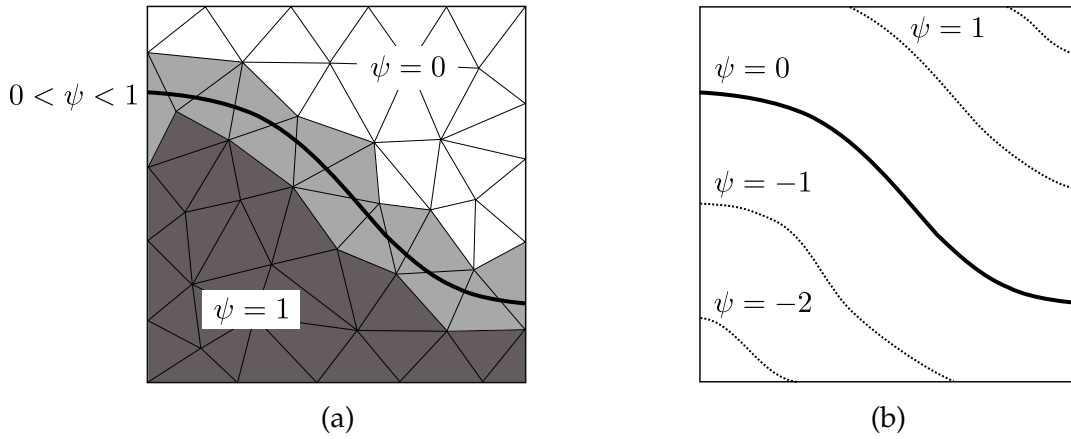 ψ = 0
0 < ψ < 1
ψ = 1
(a)
ψ = 1
ψ = 0
ψ = −1
ψ = −2
(b)